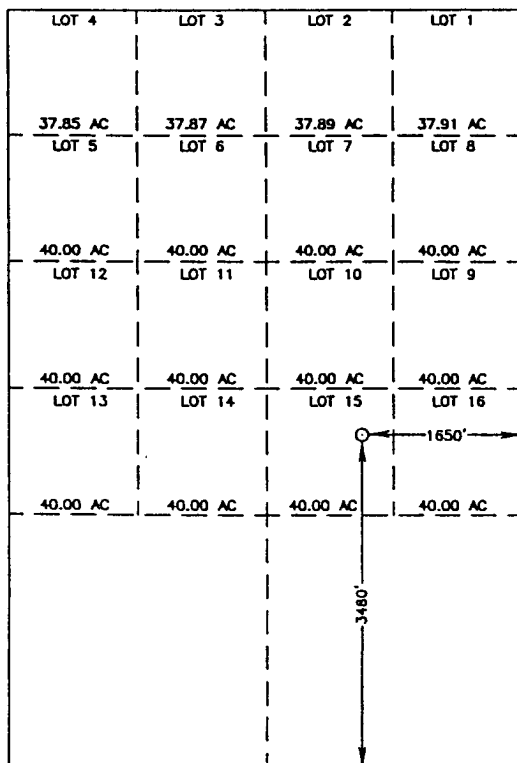 LOT 4 LOT 3 LOT 2 LOT 1
37.85 AC 37.87 AC 37.89 AC 37.91 AC
LOT 5 LOT 6 LOT 7 LOT 8
40.00 AC 40.00 AC 40.00 AC 40.00 AC
LOT 12 LOT 11 LOT 10 LOT 9
40.00 AC 40.00 AC 40.00 AC 40.00 AC
LOT 13 LOT 14 LOT 15 LOT 16
1650'
40.00 AC 40.00 AC 40.00 AC 40.00 AC
3480'